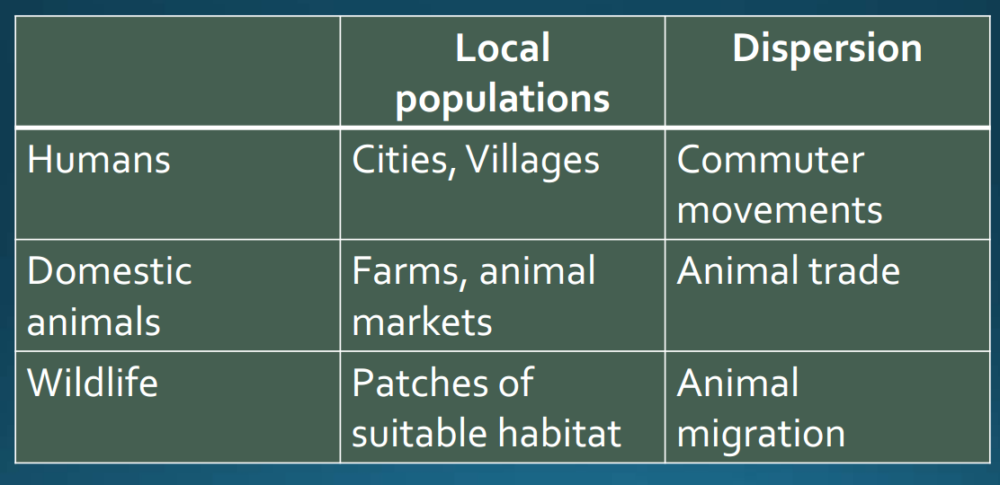 Local
populations
Dispersion
Humans
Cities, Villages
Commuter
movements
Domestic
animals
Farms, animal
markets
Animal trade
Wildlife
Patches of
suitable habitat
Animal
migration